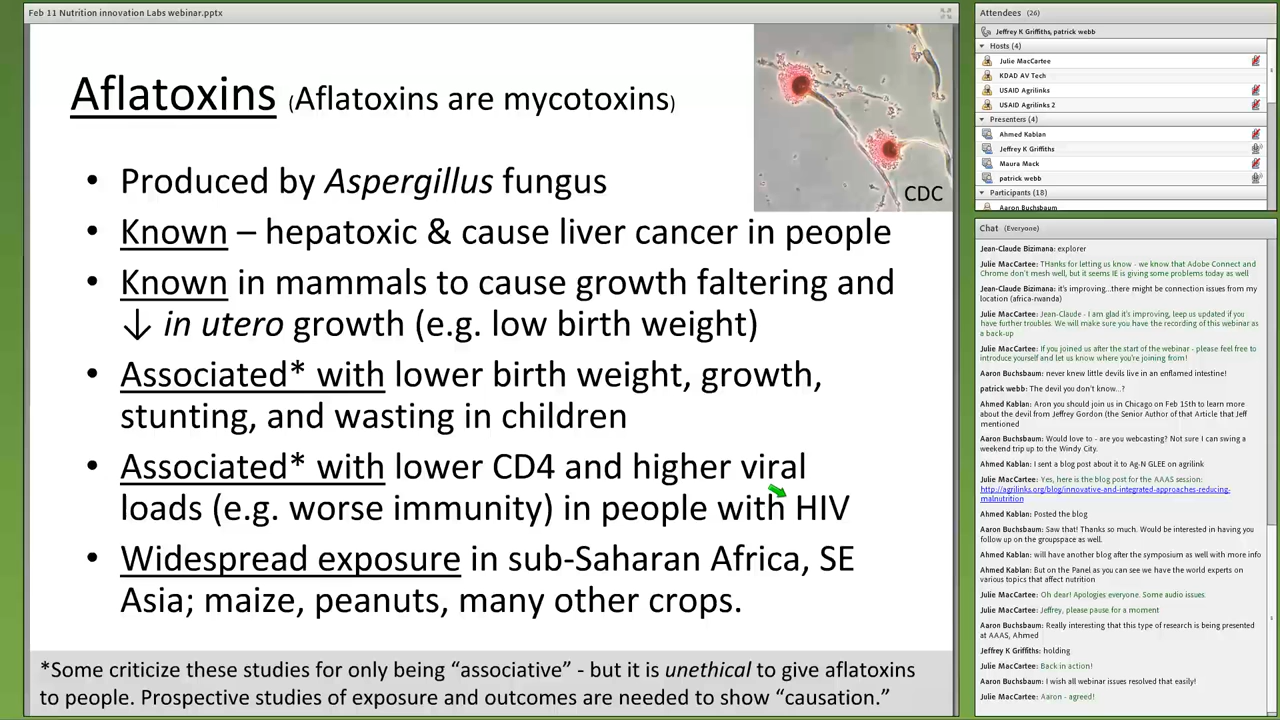 Feb 11 Nutrition innovation Labs webinar.pptx
Aflatoxins (Aflatoxins are mycotoxins)
CDC
• Produced by Aspergillus fungus
• Known – hepatoxic & cause liver cancer in people
• Known in mammals to cause growth faltering and
↓ in utero growth (e.g. low birth weight)
• Associated* with lower birth weight, growth,
stunting, and wasting in children
• Associated* with lower CD4 and higher viral
loads (e.g. worse immunity) in people with HIV
• Widespread exposure in sub-Saharan Africa, SE
Asia; maize, peanuts, many other crops.
*Some criticize these studies for only being “associative” - but it is unethical to give aflatoxins
to people. Prospective studies of exposure and outcomes are needed to show “causation.”
Attendees (26)
Jeffrey K Griffiths, patrick webb
Hosts (4)
Julie MacCartee
KDAD AV Tech
USAID Agrilinks
USAID Agrilinks 2
Presenters (4)
Ahmed Kablan
Jeffrey K Griffiths
Maura Mack
patrick webb
Participants (18)
Aaron Buchsbaum
Chat (Everyone)
Jean-Claude Bizimana: explorer
Julie MacCartee: THanks for letting us know - we know that Adobe Connect and
Chrome don't mesh well, but it seems IE is giving some problems today as well
Jean-Claude Bizimana: it's improving...there might be connection issues from my
location (africa-rwanda)
Julie MacCartee: Jean-Claude - I am glad it's improving, keep us updated if you
have further troubles. We will make sure you have the recording of this webinar as
a back-up
Julie MacCartee: If you joined us after the start of the webinar - please feel free to
introduce yourself and let us know where you're joining from!
Aaron Buchsbaum: never knew little devils live in an enflamed intestine!
patrick webb: The devil you don't know...?
Ahmed Kablan: Aron you should join us in Chicago on Feb 15th to learn more
about the devil from Jeffrey Gordon (the Senior Author of that Article that Jeff
mentioned
Aaron Buchsbaum: Would love to - are you webcasting? Not sure I can swing a
weekend trip up to the Windy City.
Ahmed Kablan: I sent a blog post about it to Ag-N GLEE on agrilink
Julie MacCartee: Yes, here is the blog post for the AAAS session:
http://agrilinks.org/blog/innovative-and-integrated-approaches-reducing-
malnutrition
Ahmed Kablan: Posted the blog
Aaron Buchsbaum: Saw that! Thanks so much. Would be interested in having you
follow up on the groupspace as well.
Ahmed Kablan: will have another blog after the symposium as well with more info
Ahmed Kablan: But on the Panel as you can see we have the world experts on
various topics that affect nutrition
Julie MacCartee: Oh dear! Apologies everyone. Some audio issues.
Julie MacCartee: Jeffrey, please pause for a moment
Aaron Buchsbaum: Really interesting that this type of research is being presented
at AAAS, Ahmed
Jeffrey K Griffiths: holding
Julie MacCartee: Back in action!
Aaron Buchsbaum: I wish all webinar issues resolved that easily!
Julie MacCartee: Aaron - agreed!